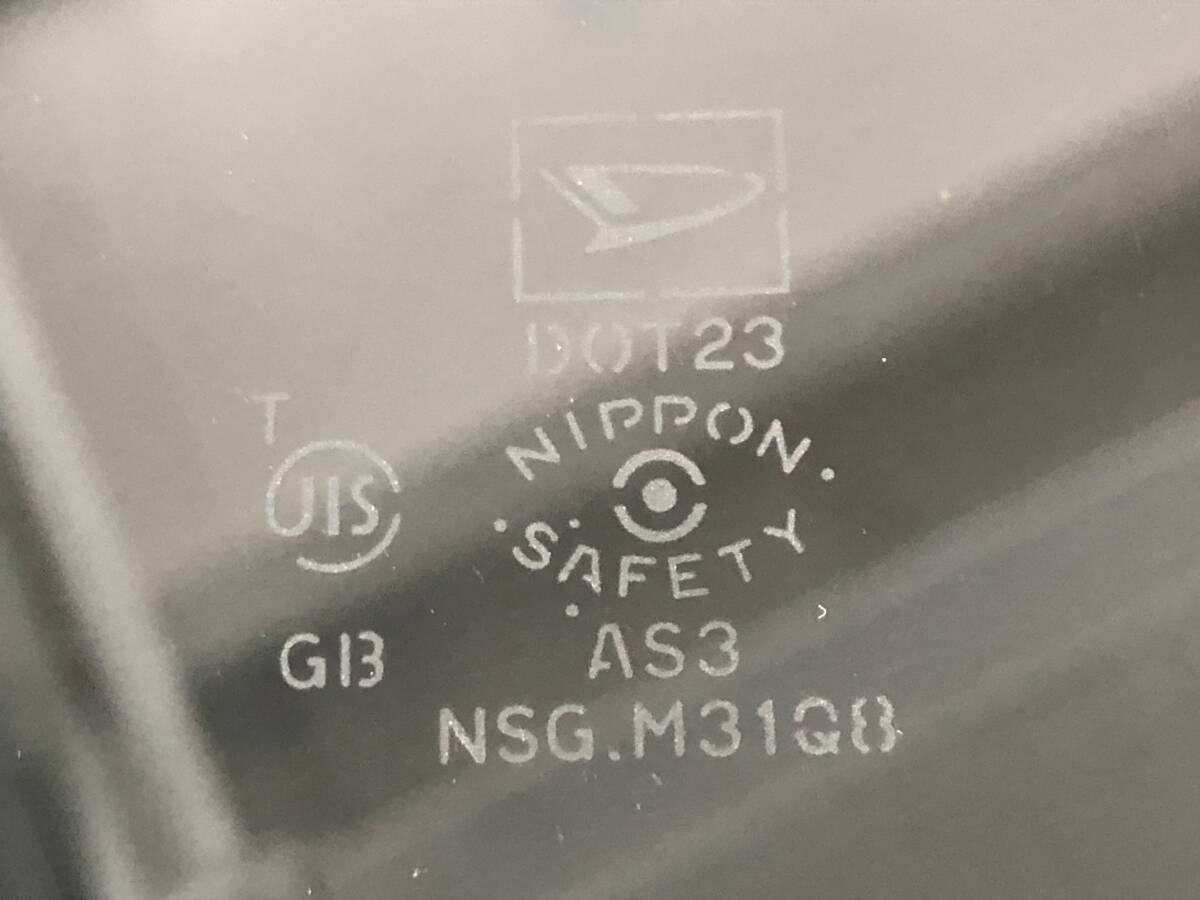 DOT23
T
JIS
NIPPON
SAFETY
GB
AS3
NSG.M31Q8